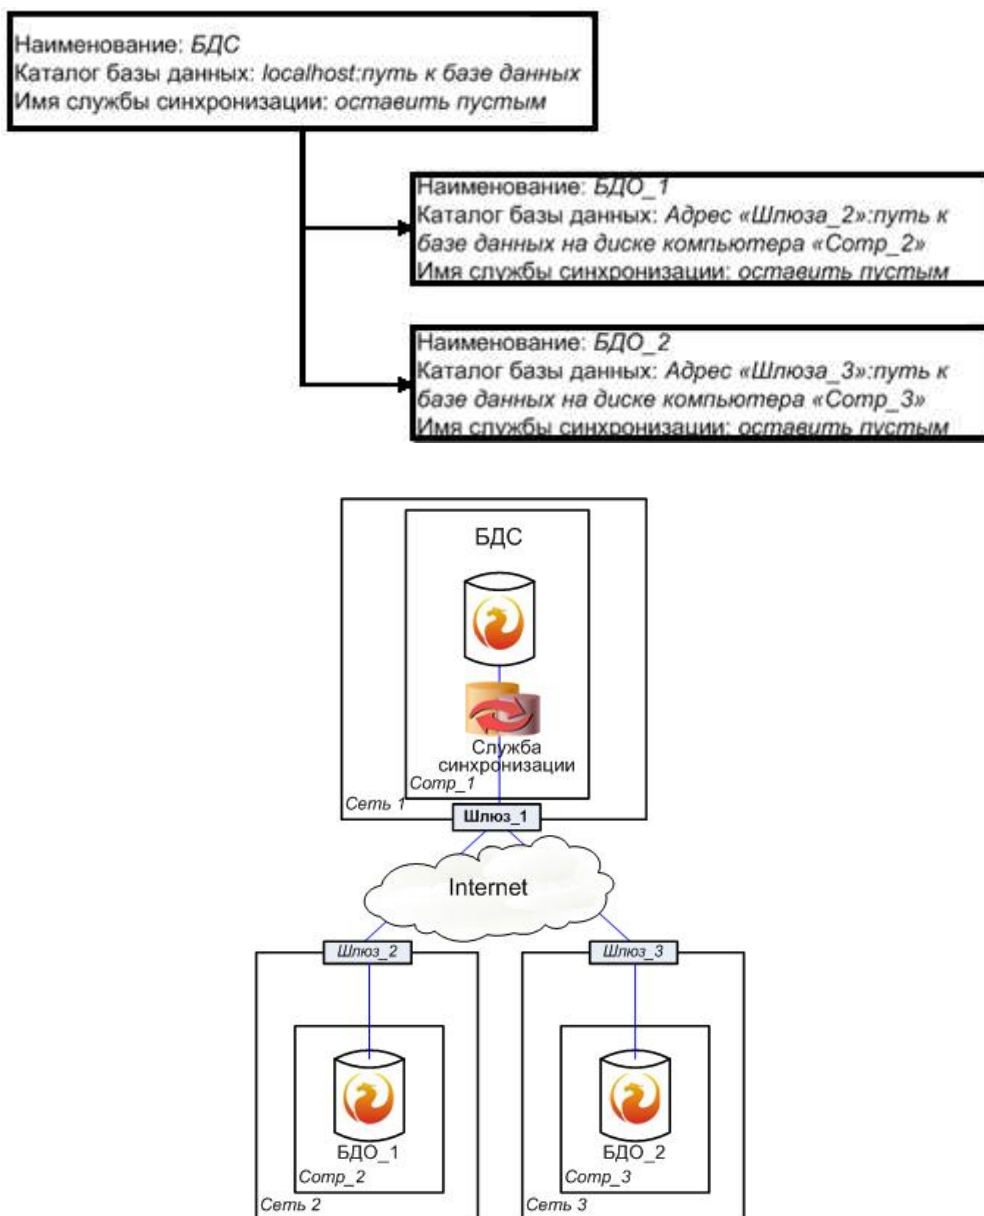 Наименование: БДС
Каталог базы данных: localhost:путь к базе данных
Имя службы синхронизации: оставить пустым
Наименование: БДО_1
Каталог базы данных: Адрес «Шлюза_2»:путь к
базе данных на диске компьютера «Comp_2»
Имя службы синхронизации: оставить пустым
Наименование: БДО_2
Каталог базы данных: Адрес «Шлюза_3»:путь к
базе данных на диске компьютера «Comp_3»
Имя службы синхронизации: оставить пустым
БДС
Служба
синхронизации
Comp_1
Сеть 1
Шлюз_1
Internet
Шлюз_2
Шлюз_3
БДО_1
БДО_2
Comp_2
Comp_3
Сеть 2
Сеть 3